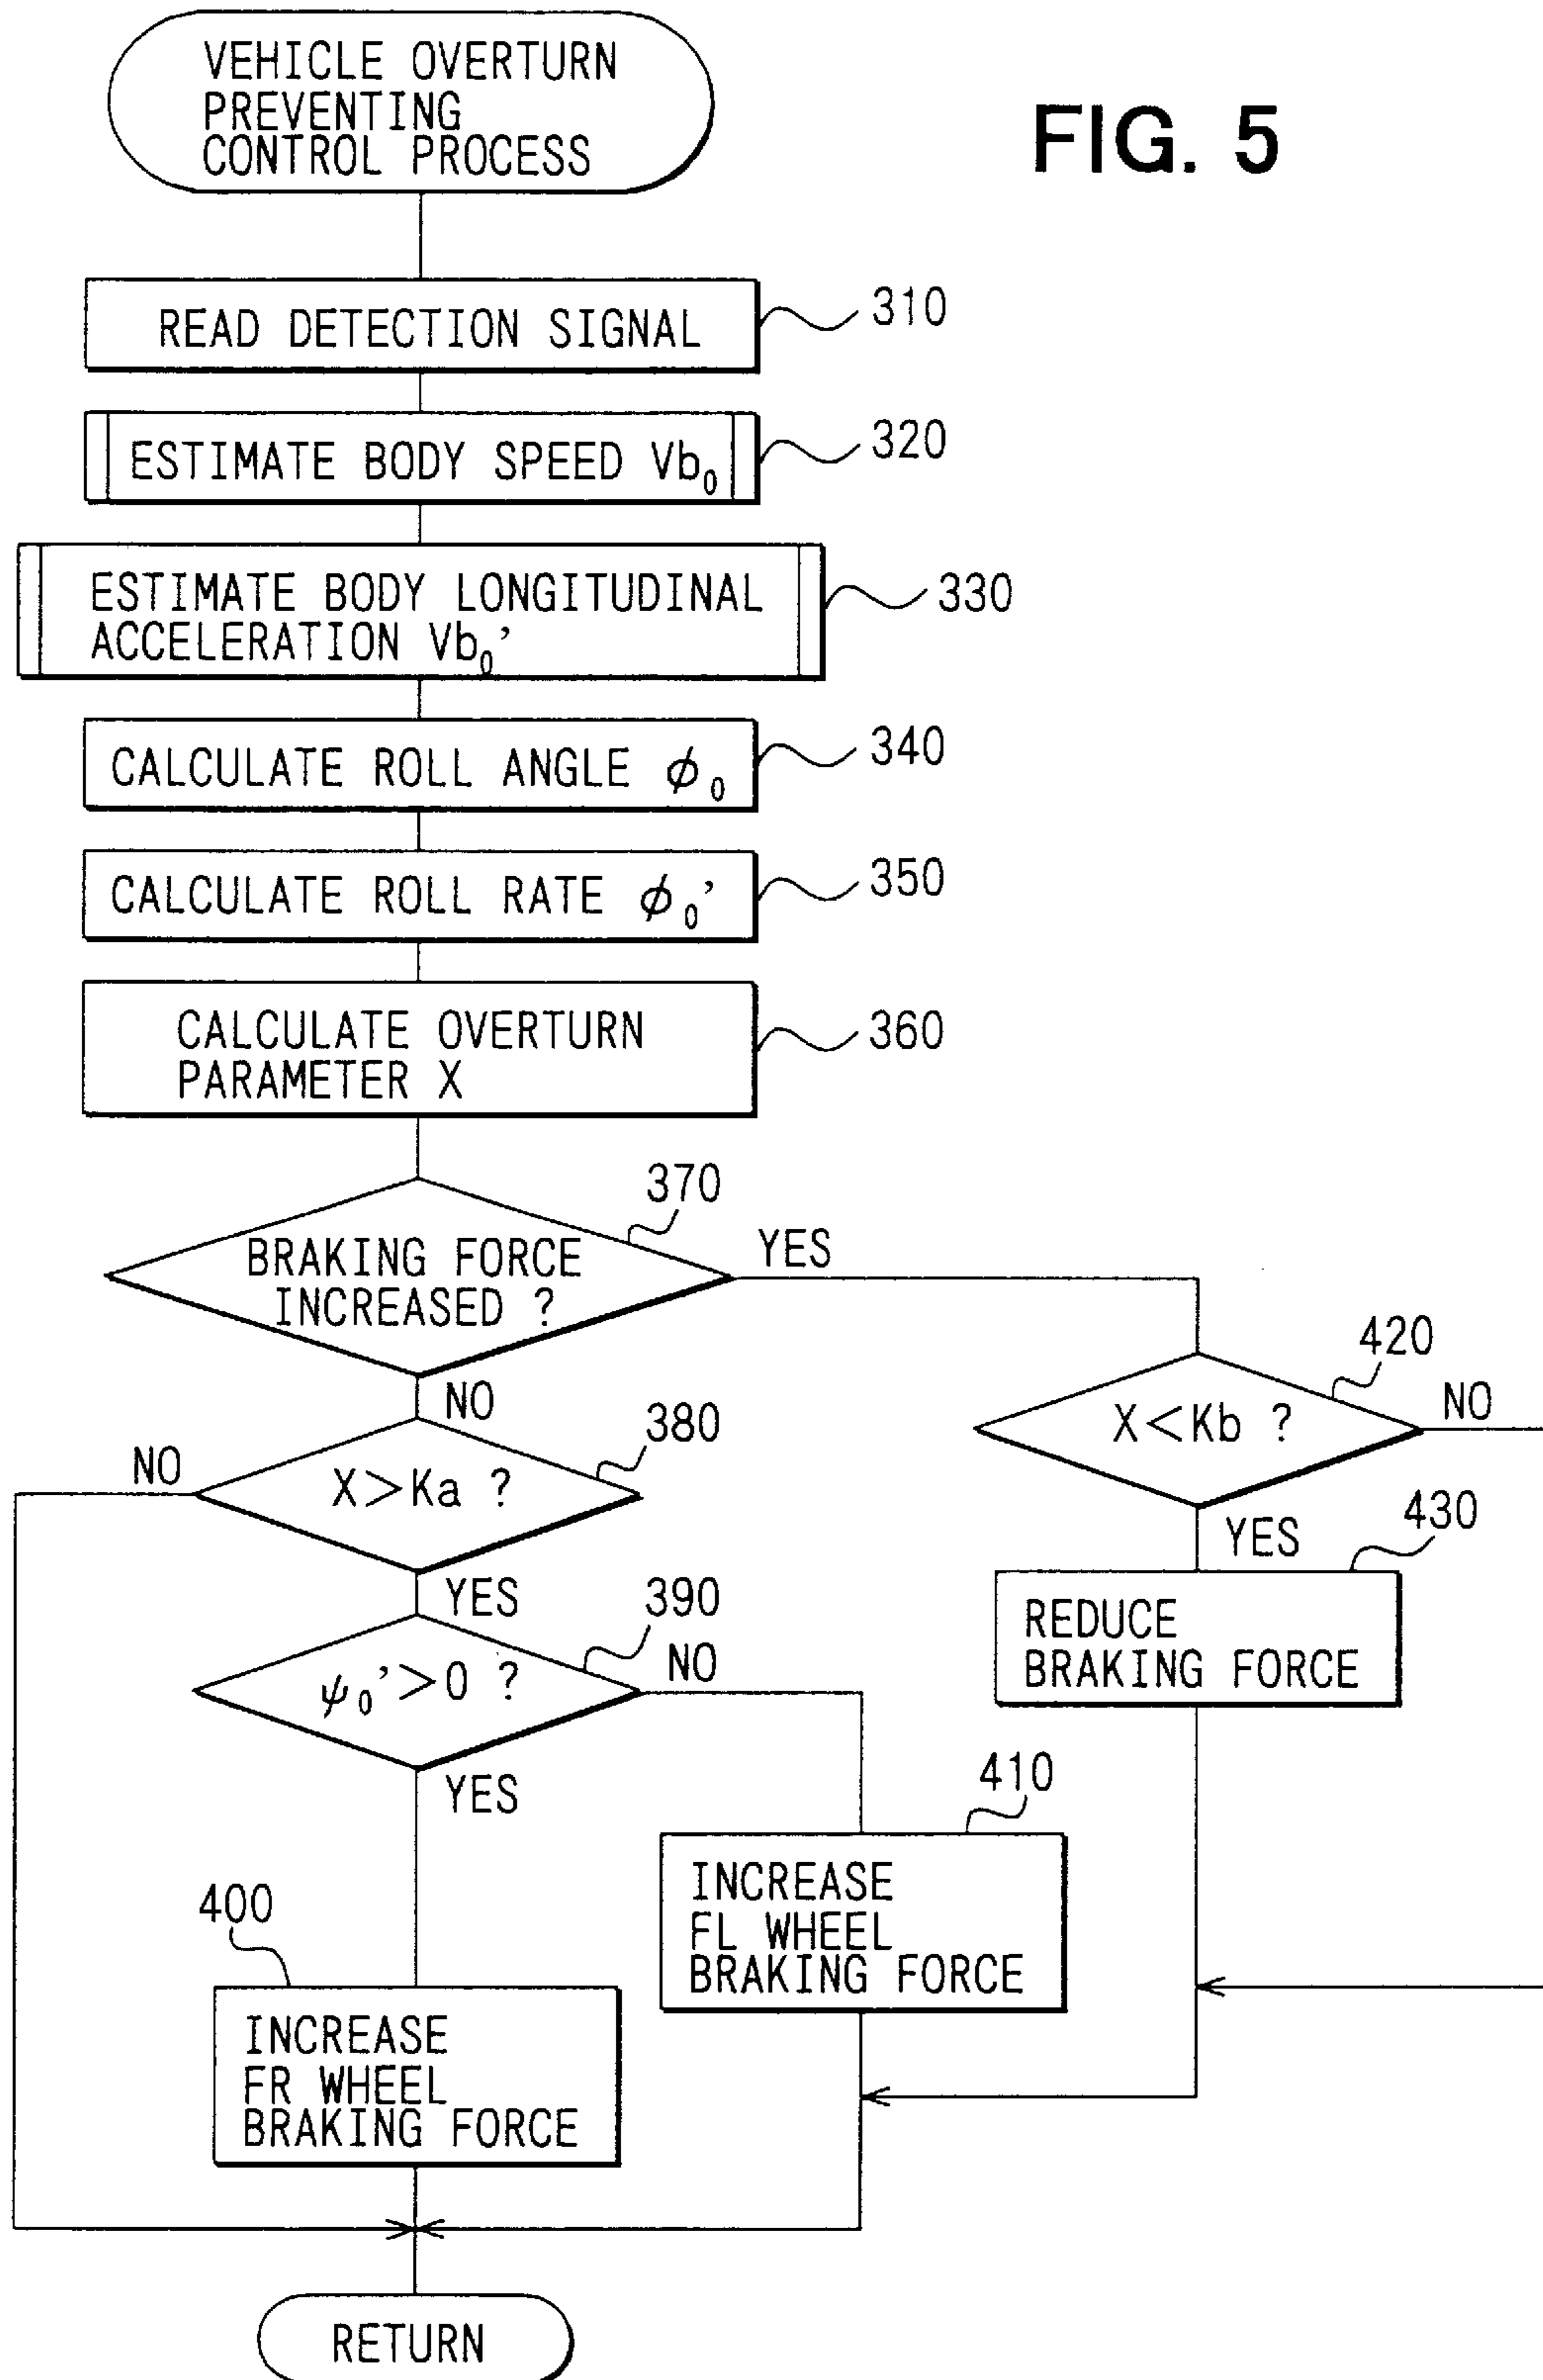 VEHICLE OVERTURN
PREVENTING
CONTROL PROCESS
FIG. 5
READ DETECTION SIGNAL
310
ESTIMATE BODY SPEED Vb₀
320
ESTIMATE BODY LONGITUDINAL
ACCELERATION Vb₀'
330
CALCULATE ROLL ANGLE ϕ₀
340
CALCULATE ROLL RATE ϕ₀'
350
CALCULATE OVERTURN
PARAMETER X
360
370
BRAKING FORCE
INCREASED ?
YES
NO
420
X<Kb ?
NO
YES
380
X>Ka ?
NO
YES
430
REDUCE
BRAKING FORCE
390
ψ₀'>0 ?
NO
YES
410
INCREASE
FL WHEEL
BRAKING FORCE
400
INCREASE
FR WHEEL
BRAKING FORCE
RETURN